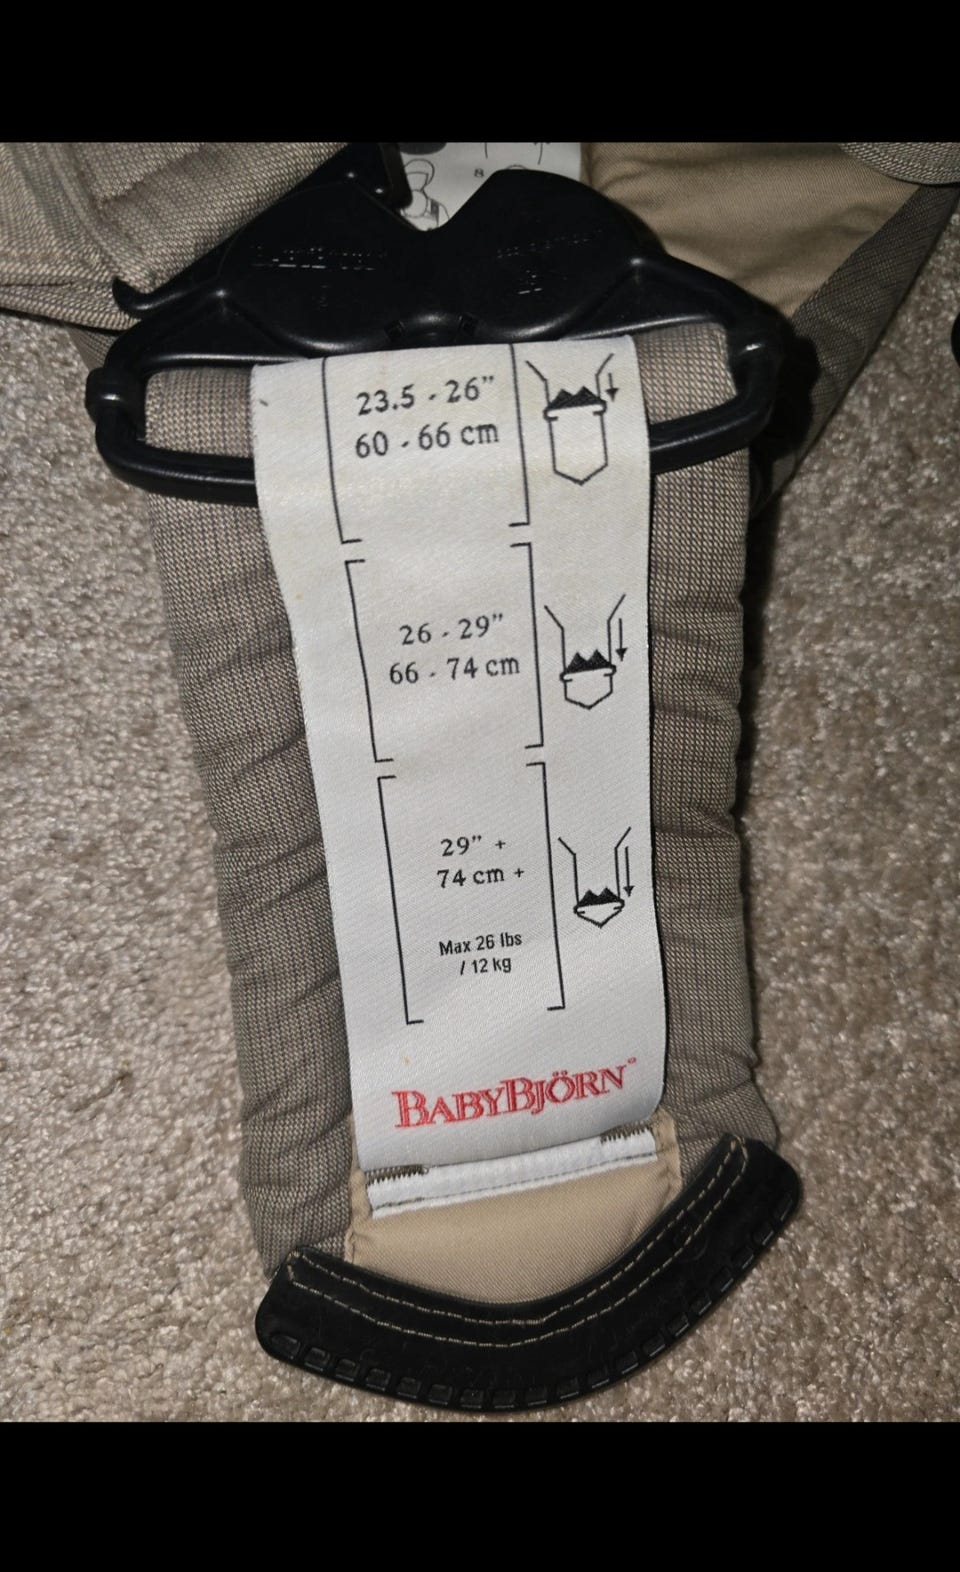 8
23.5 - 26"
60 - 66 cm
26 - 29"
66 - 74 cm
29" +
74 cm +
Max 26 lbs
/ 12 kg
BABYBJÖRN